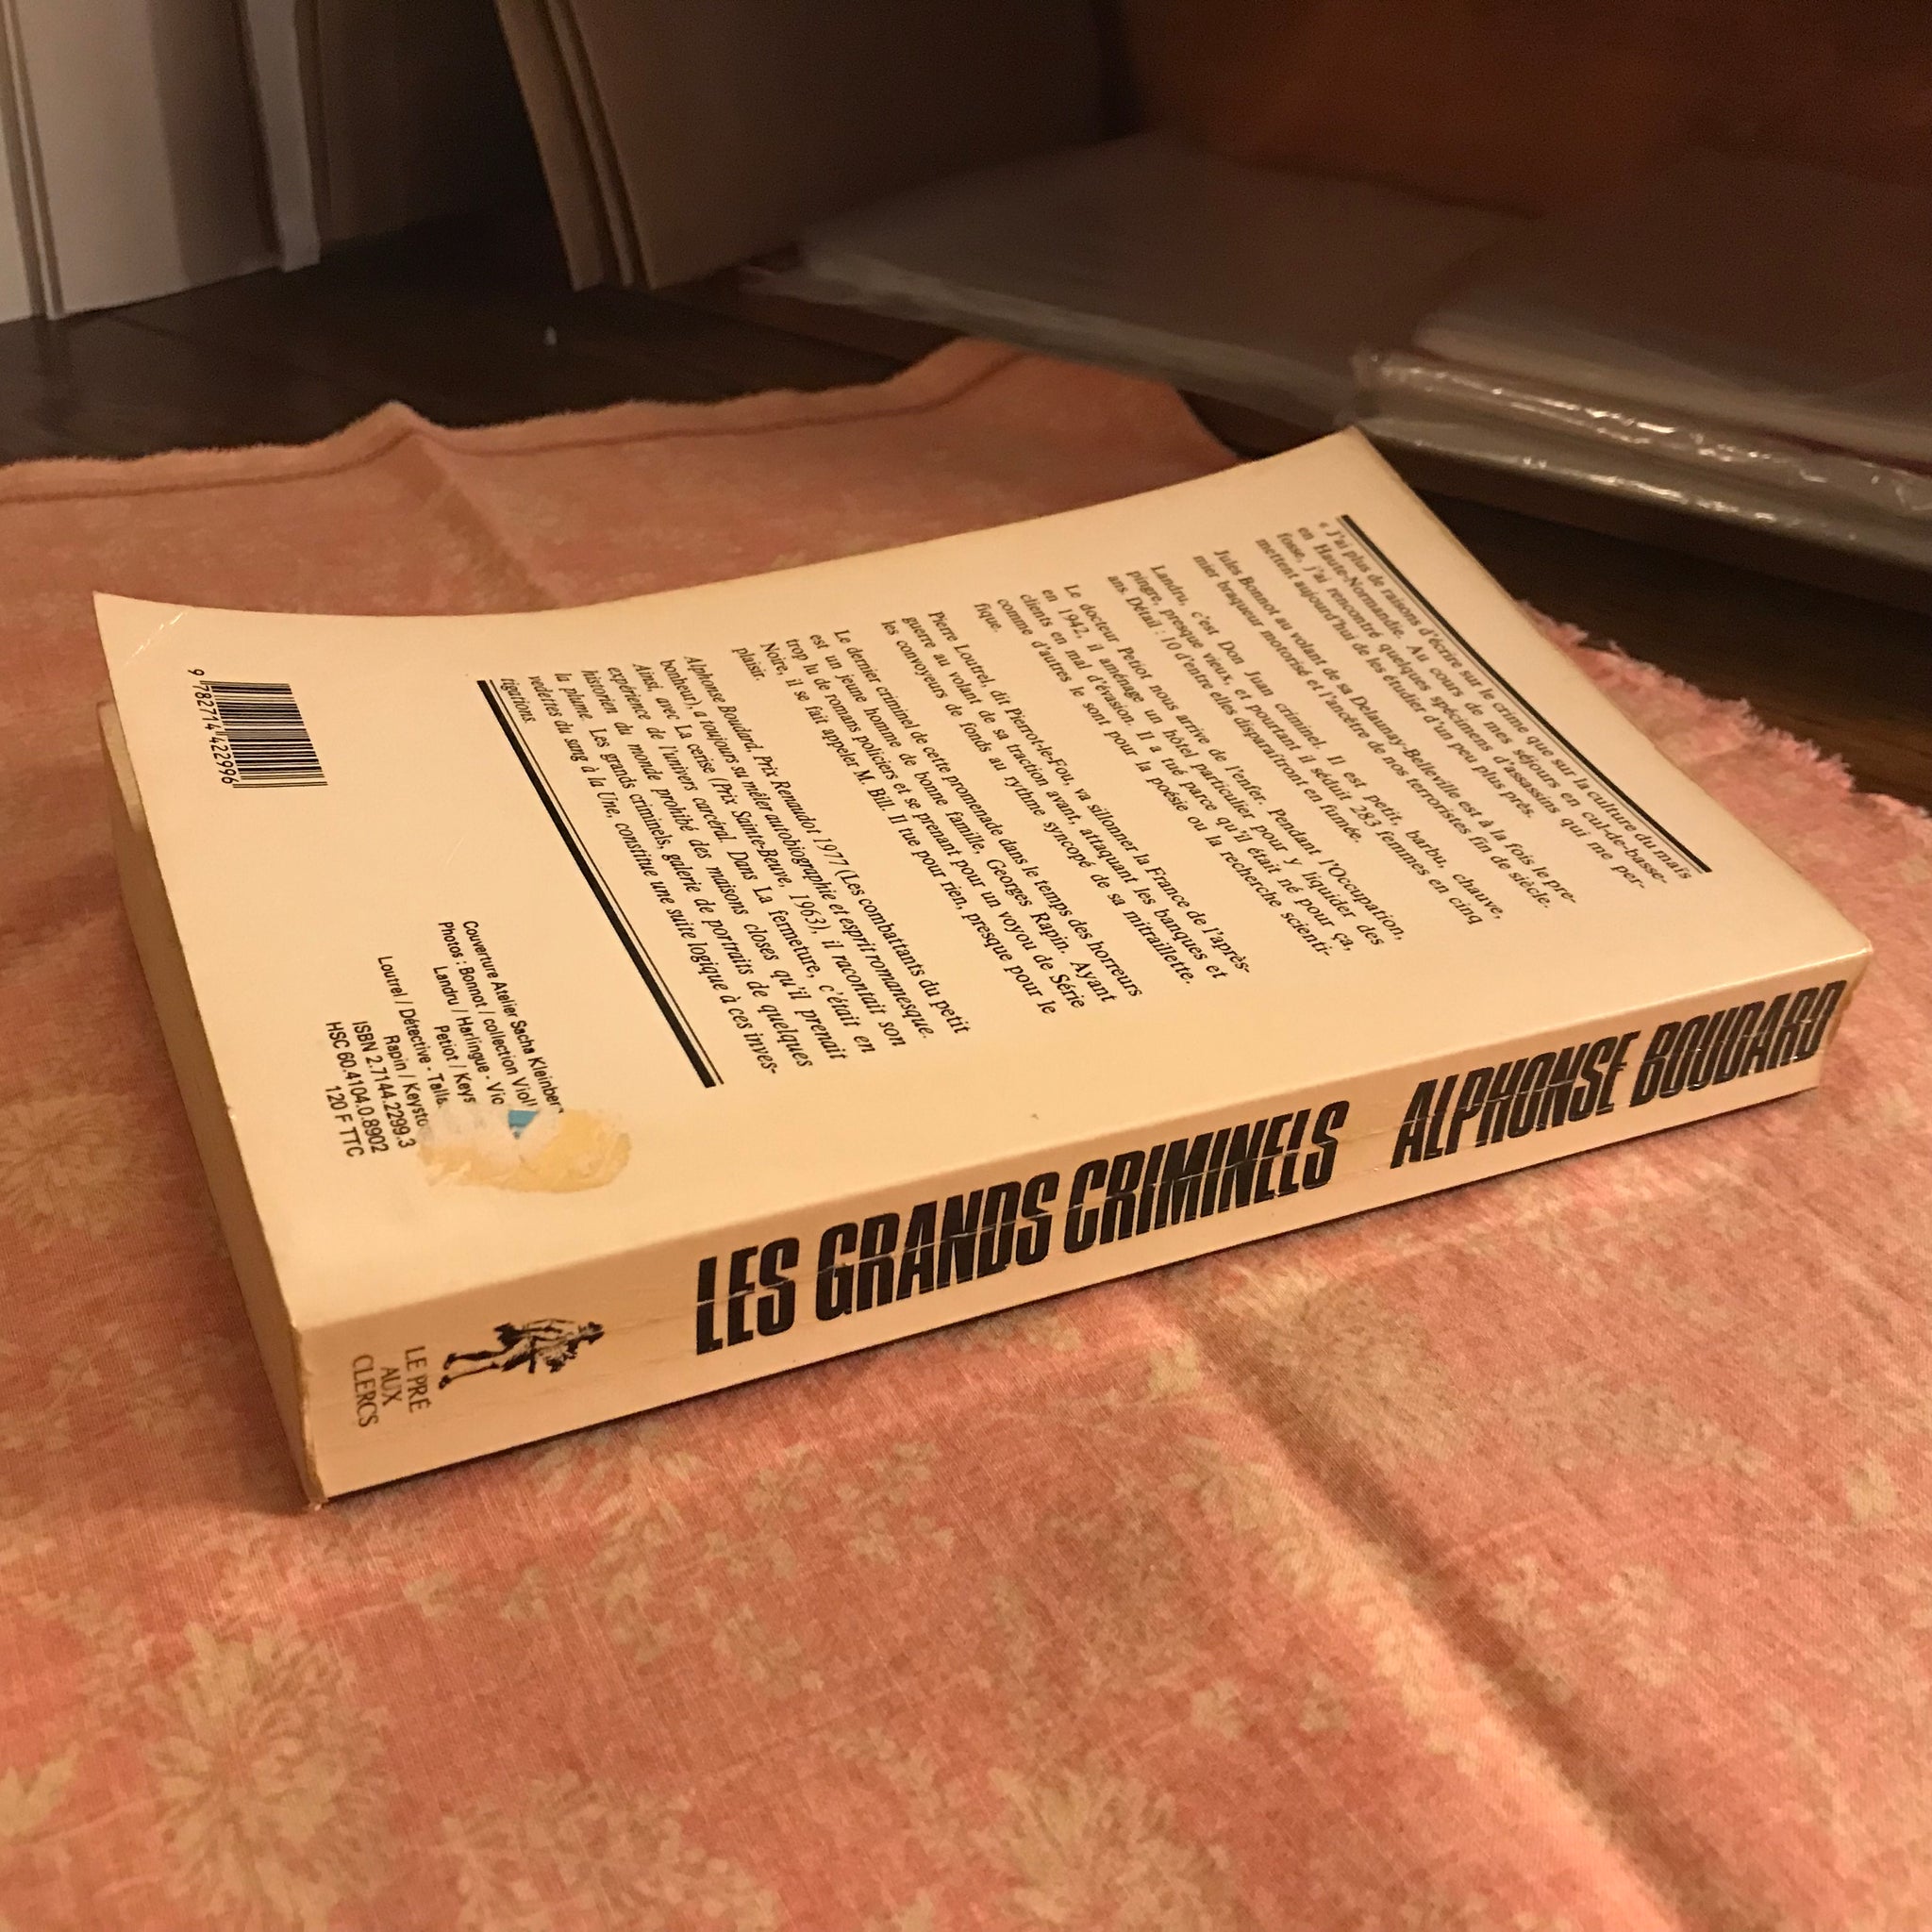 « J'ai plus de raisons d'écrire sur le crime que sur la culture du maïs
en Haute-Normandie. Au cours de mes séjours en cul-de-basse-
fosse, j'ai rencontré quelques spécimens d'assassins qui me per-
mettent aujourd'hui de les étudier d'un peu plus près.
Jules Bonnot au volant de sa Delaunay-Belleville est à la fois le pre-
mier braqueur motorisé et l'ancêtre de nos terroristes fin de siècle.
Landru, c'est Don Juan criminel. Il est petit, barbu, chauve,
pingre, presque vieux, et pourtant il séduit 283 femmes en cinq
ans. Détail : 10 d'entre elles disparaîtront en fumée.
Le docteur Petiot nous arrive de l'enfer. Pendant l'Occupation,
en 1942, il aménage un hôtel particulier pour y liquider des
clients en mal d'évasion. Il a tué parce qu'il était né pour ça,
comme d'autres le sont pour la poésie ou la recherche scienti-
fique.
Pierre Loutrel, dit Pierrot-le-Fou, va sillonner la France de l'après-
guerre au volant de sa traction avant, attaquant les banques et
les convoyeurs de fonds au rythme syncopé de sa mitraillette.
Le dernier criminel de cette promenade dans le temps des horreurs
est un jeune homme de bonne famille, Georges Rapin. Ayant
trop lu de romans policiers et se prenant pour un voyou de Série
Noire, il se fait appeler M. Bill. Il tue pour rien, presque pour le
plaisir.
Alphonse Boudard, Prix Renaudot 1977 (Les combattants du petit
bonheur), a toujours su mêler autobiographie et esprit romanesque.
Ainsi, avec La cerise (Prix Sainte-Beuve, 1963), il racontait son
expérience de l'univers carcéral. Dans La fermeture, c'était en
historien du monde prohibé des maisons closes qu'il prenait
la plume. Les grands criminels, galerie de portraits de quelques
vedettes du sang à la Une, constitue une suite logique à ces inves-
tigations.
Couverture Atelier Sacha Kleinberg
Photos : Bonnot / collection Viol
Landru / Harlingue - Vio
Petiot / Keys
Loutrel / Détective - Talla
Rapin / Keysto
ISBN 2.7144.2299.3
HSC 60.4104.0.8902
120 F TTC
9 782714 422996
ALPHONSE BOUDARD
LES GRANDS CRIMINELS
LE PRÉ
AUX
CLERCS